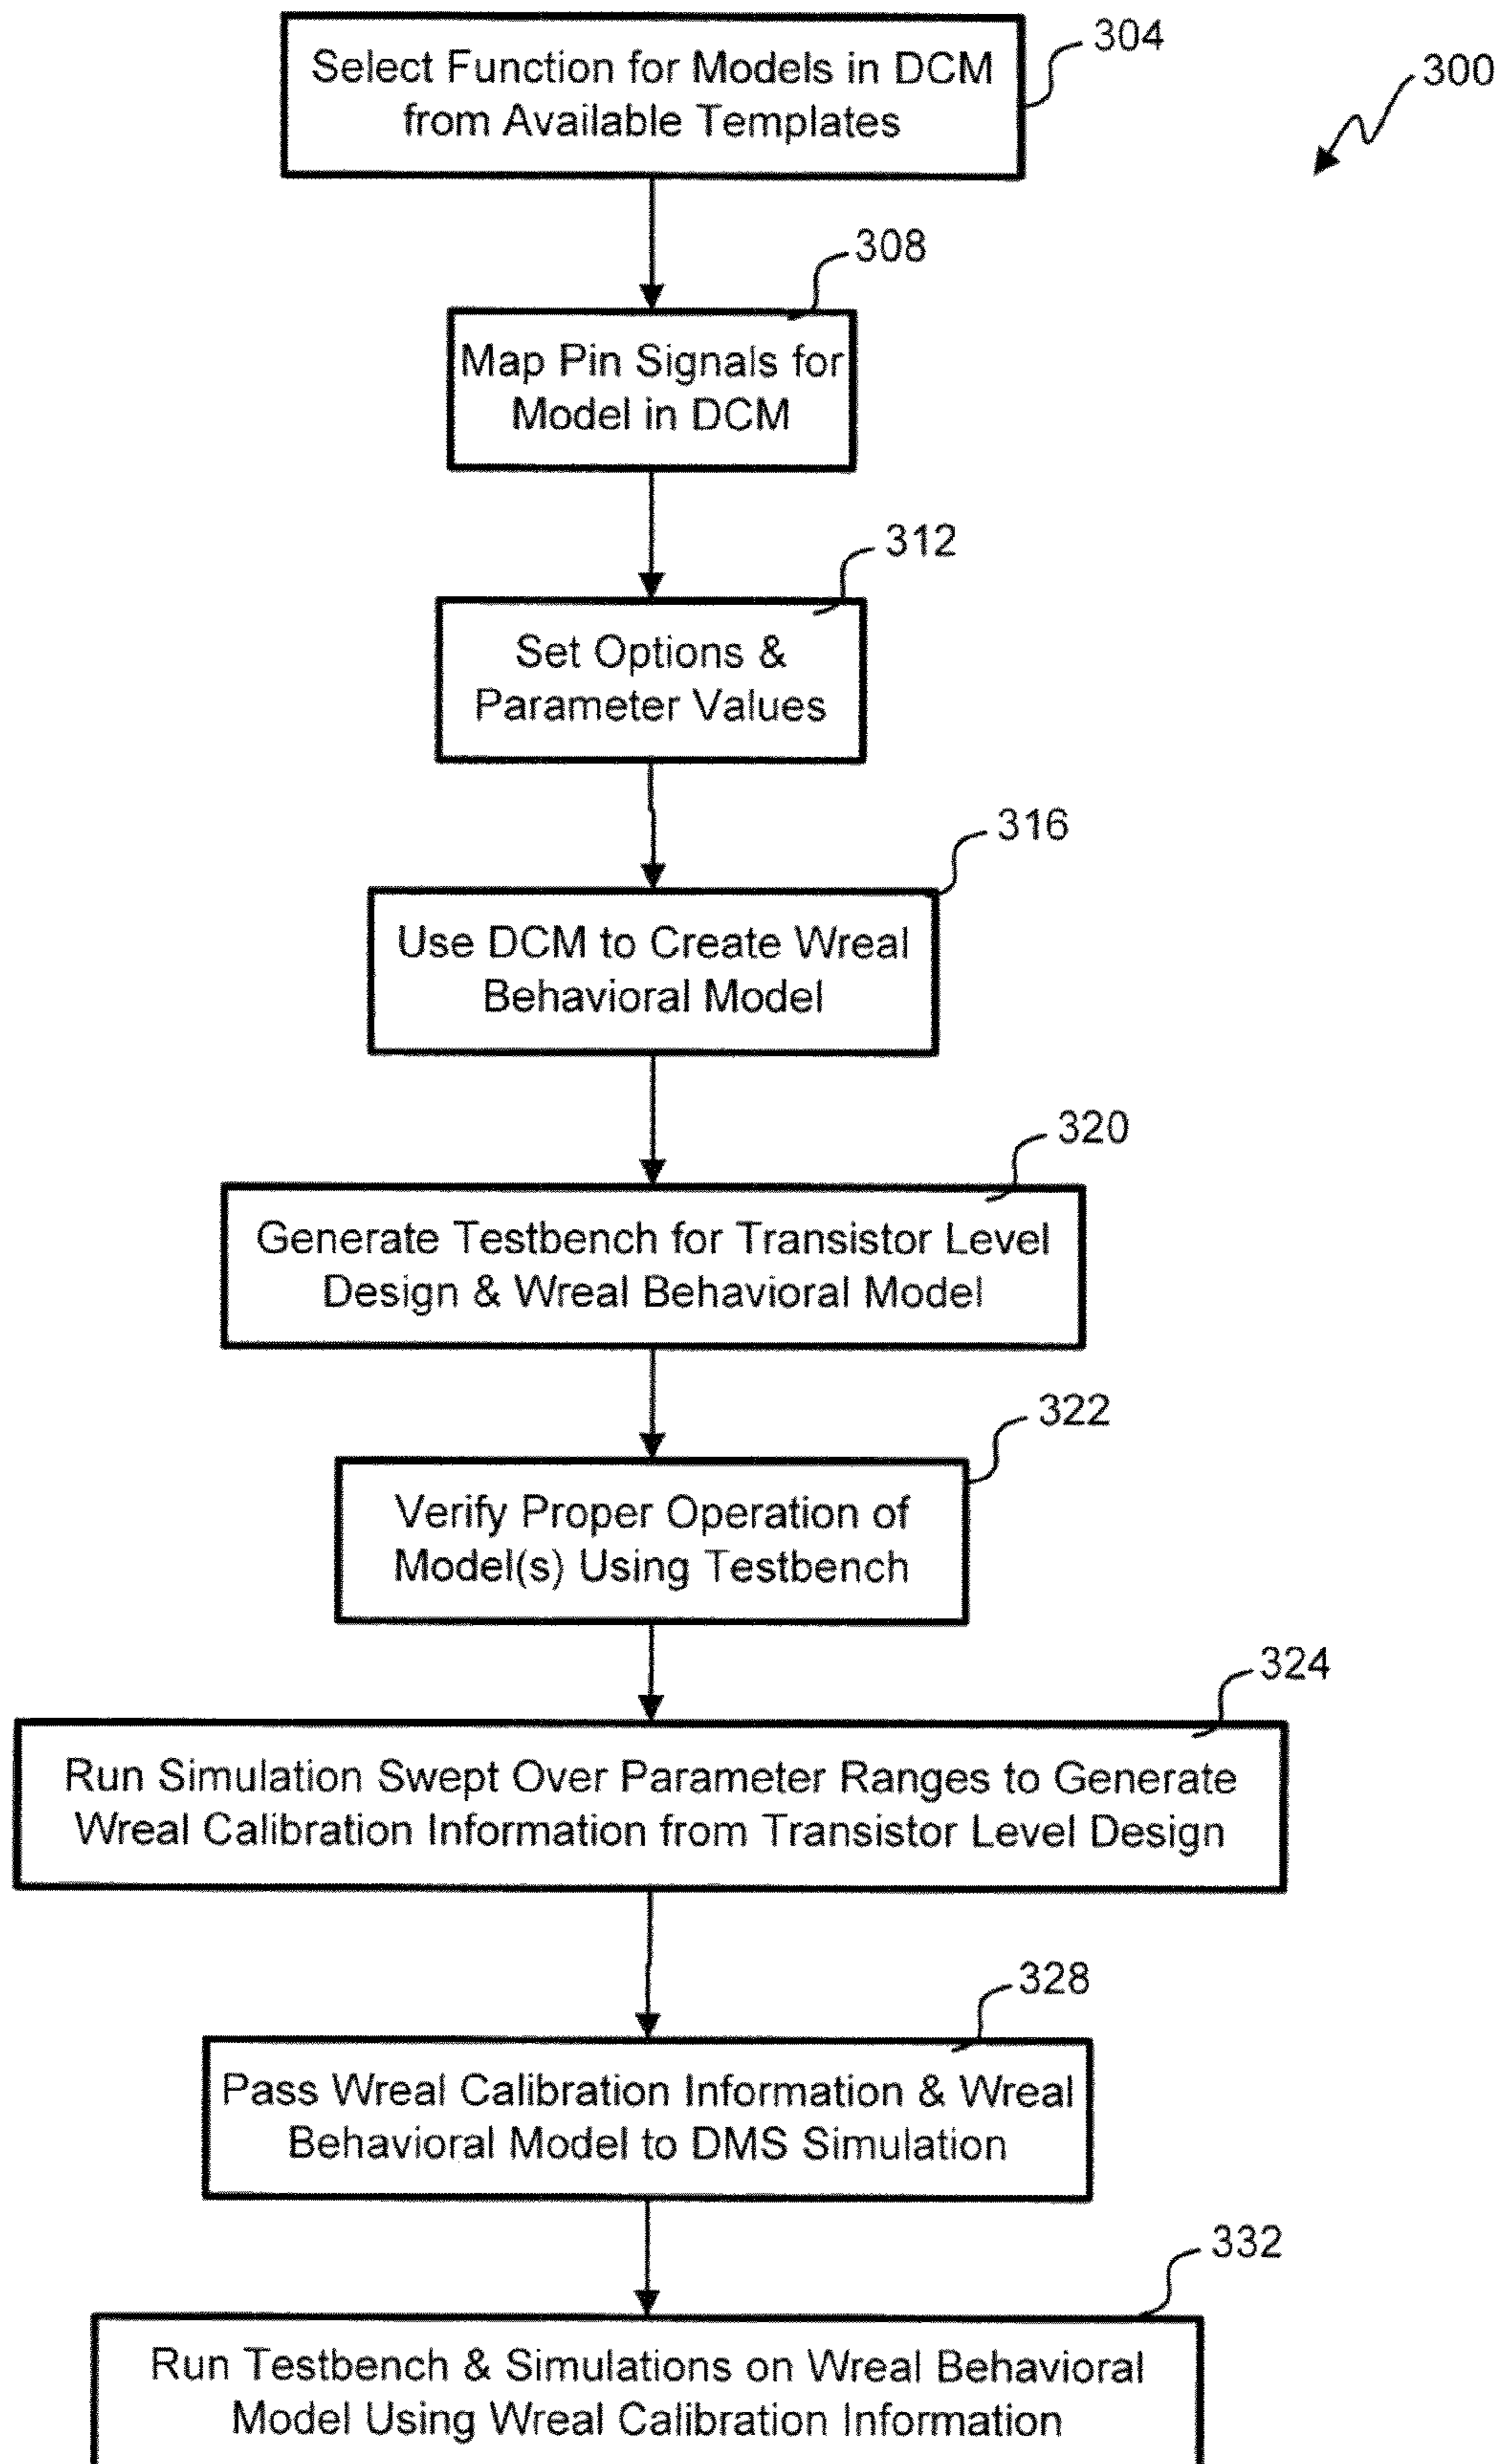 304
Select Function for Models in DCM
from Available Templates
300
308
Map Pin Signals for
Model in DCM
312
Set Options &
Parameter Values
316
Use DCM to Create Wreal
Behavioral Model
320
Generate Testbench for Transistor Level
Design & Wreal Behavioral Model
322
Verify Proper Operation of
Model(s) Using Testbench
324
Run Simulation Swept Over Parameter Ranges to Generate
Wreal Calibration Information from Transistor Level Design
328
Pass Wreal Calibration Information & Wreal
Behavioral Model to DMS Simulation
332
Run Testbench & Simulations on Wreal Behavioral
Model Using Wreal Calibration Information